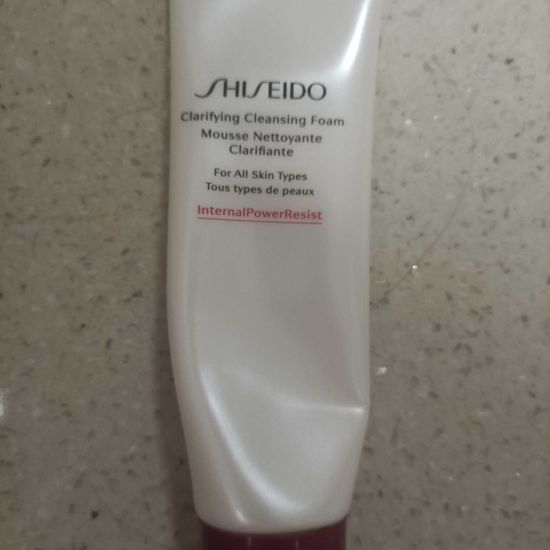 SHISEIDO
Clarifying Cleansing Foam
Mousse Nettoyante
Clarifiante
For All Skin Types
Tous types de peaux
InternalPowerResist